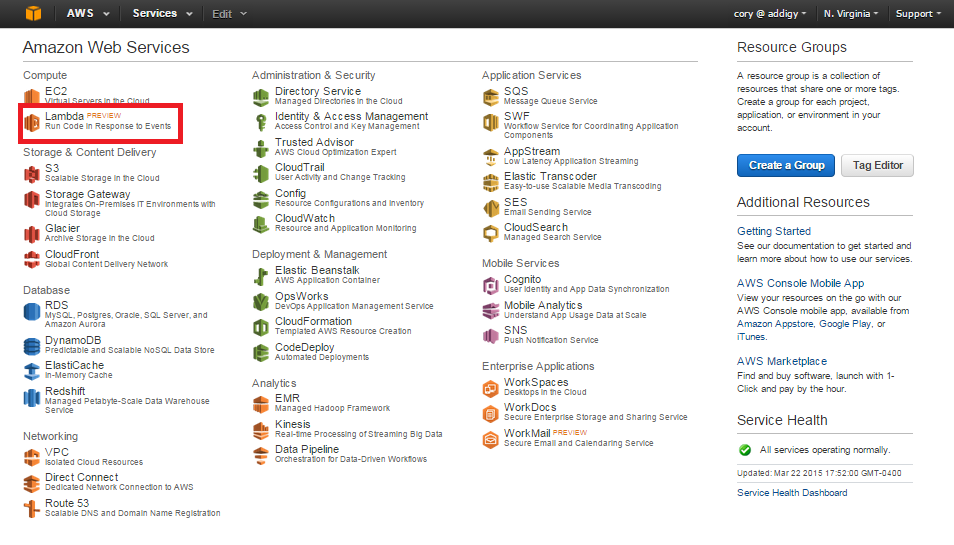 AWS
Services
Edit
cory @ addigy
N. Virginia
Support
Amazon Web Services
Compute
EC2
Virtual Servers in the Cloud
Lambda PREVIEW
Run Code in Response to Events
Storage & Content Delivery
S3
Scalable Storage in the Cloud
Storage Gateway
Integrates On-Premises IT Environments with
Cloud Storage
Glacier
Archive Storage in the Cloud
CloudFront
Global Content Delivery Network
Database
RDS
MySQL, Postgres, Oracle, SQL Server, and
Amazon Aurora
DynamoDB
Predictable and Scalable NoSQL Data Store
ElastiCache
In-Memory Cache
Redshift
Managed Petabyte-Scale Data Warehouse
Service
Networking
VPC
Isolated Cloud Resources
Direct Connect
Dedicated Network Connection to AWS
Route 53
Scalable DNS and Domain Name Registration
Administration & Security
Directory Service
Managed Directories in the Cloud
Identity & Access Management
Access Control and Key Management
Trusted Advisor
AWS Cloud Optimization Expert
CloudTrail
User Activity and Change Tracking
Config
Resource Configurations and Inventory
CloudWatch
Resource and Application Monitoring
Deployment & Management
Elastic Beanstalk
AWS Application Container
OpsWorks
DevOps Application Management Service
CloudFormation
Templated AWS Resource Creation
CodeDeploy
Automated Deployments
Analytics
EMR
Managed Hadoop Framework
Kinesis
Real-time Processing of Streaming Big Data
Data Pipeline
Orchestration for Data-Driven Workflows
Application Services
SQS
Message Queue Service
SWF
Workflow Service for Coordinating Application
Components
AppStream
Low Latency Application Streaming
Elastic Transcoder
Easy-to-use Scalable Media Transcoding
SES
Email Sending Service
CloudSearch
Managed Search Service
Mobile Services
Cognito
User Identity and App Data Synchronization
Mobile Analytics
Understand App Usage Data at Scale
SNS
Push Notification Service
Enterprise Applications
WorkSpaces
Desktops in the Cloud
WorkDocs
Secure Enterprise Storage and Sharing Service
WorkMail PREVIEW
Secure Email and Calendaring Service
Resource Groups
A resource group is a collection of
resources that share one or more tags.
Create a group for each project,
application, or environment in your
account.
Create a Group
Tag Editor
Additional Resources
Getting Started
See our documentation to get started and
learn more about how to use our services.
AWS Console Mobile App
View your resources on the go with our
AWS Console mobile app, available from
Amazon Appstore, Google Play, or
iTunes.
AWS Marketplace
Find and buy software, launch with 1-
Click and pay by the hour.
Service Health
All services operating normally.
Updated: Mar 22 2015 17:52:00 GMT-0400
Service Health Dashboard